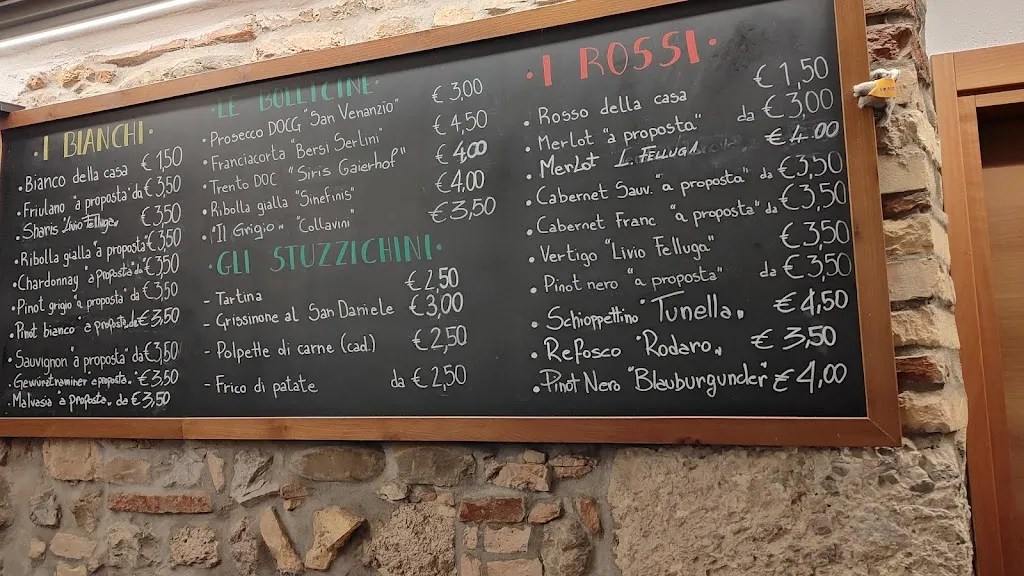 · I BIANCHI ·
• Bianco della casa € 1,50
• Friulano "a proposta" da € 3,50
• Sharis "Livio Felluga" € 3,50
• Ribolla gialla "a proposta" € 3,50
• Chardonnay "a proposta" da € 3,50
• Pinot grigio "a proposta" da € 3,50
• Pinot bianco "a proposta" da € 3,50
• Sauvignon "a proposta" da € 3,50
• Gewürztraminer "a proposta" € 3,50
• Malvasia "a proposta" da € 3,50
· LE BOLLICINE ·
• Prosecco DOCG "San Venanzio" € 3,00
• Franciacorta "Bersi Serlini" € 4,50
• Trento DOC "Siris Gaierhof" € 4,00
• Ribolla gialla "Sinefinis" € 4,00
• "Il Grigio" "Collavini" € 3,50
· GLI STUZZICHINI ·
- Tartina € 2,50
- Grissinone al San Daniele € 3,00
- Polpette di carne (cad.) € 2,50
- Frico di patate da € 2,50
· I ROSSI ·
• Rosso della casa € 1,50
• Merlot "a proposta" da € 3,00
• Merlot L. Felluga € 4.00
• Cabernet Sauv. "a proposta" da € 3,50
• Cabernet Franc "a proposta" da € 3,50
• Vertigo "Livio Felluga" € 3,50
• Pinot nero "a proposta" da € 3,50
• Schioppettino "Tunella" € 4,50
• Refosco "Rodaro" € 3,50
• Pinot Nero "Blauburgunder" € 4,00